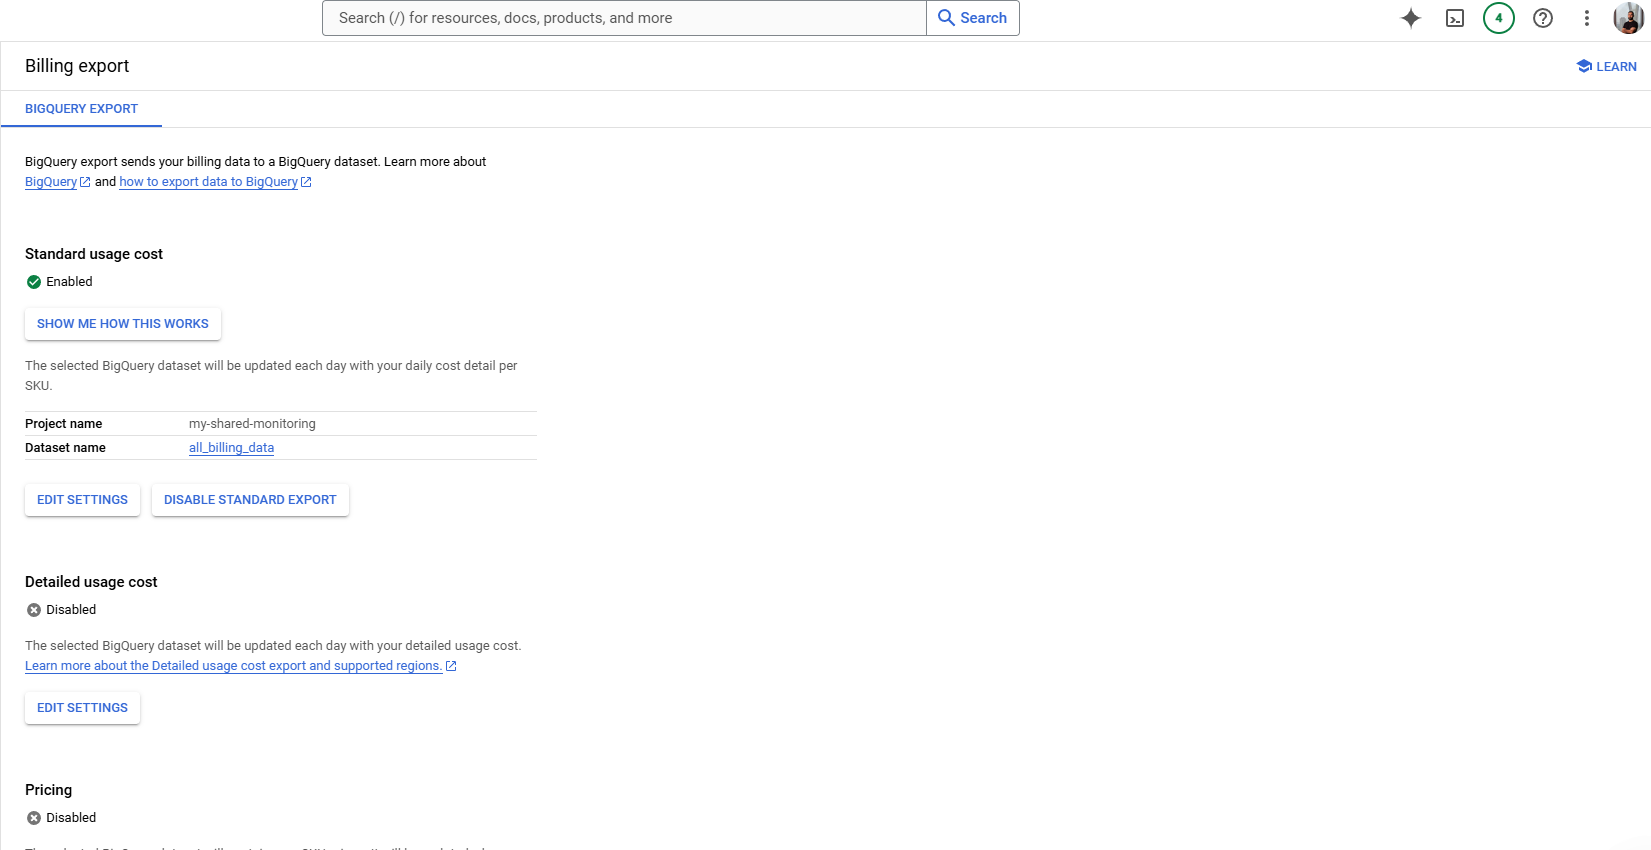 Search (/) for resources, docs, products, and more
Search
4
Billing export
LEARN
BIGQUERY EXPORT
BigQuery export sends your billing data to a BigQuery dataset. Learn more about
BigQuery and how to export data to BigQuery
Standard usage cost
Enabled
SHOW ME HOW THIS WORKS
The selected BigQuery dataset will be updated each day with your daily cost detail per
SKU.
Project name my-shared-monitoring
Dataset name all_billing_data
EDIT SETTINGS DISABLE STANDARD EXPORT
Detailed usage cost
Disabled
The selected BigQuery dataset will be updated each day with your detailed usage cost.
Learn more about the Detailed usage cost export and supported regions.
EDIT SETTINGS
Pricing
Disabled